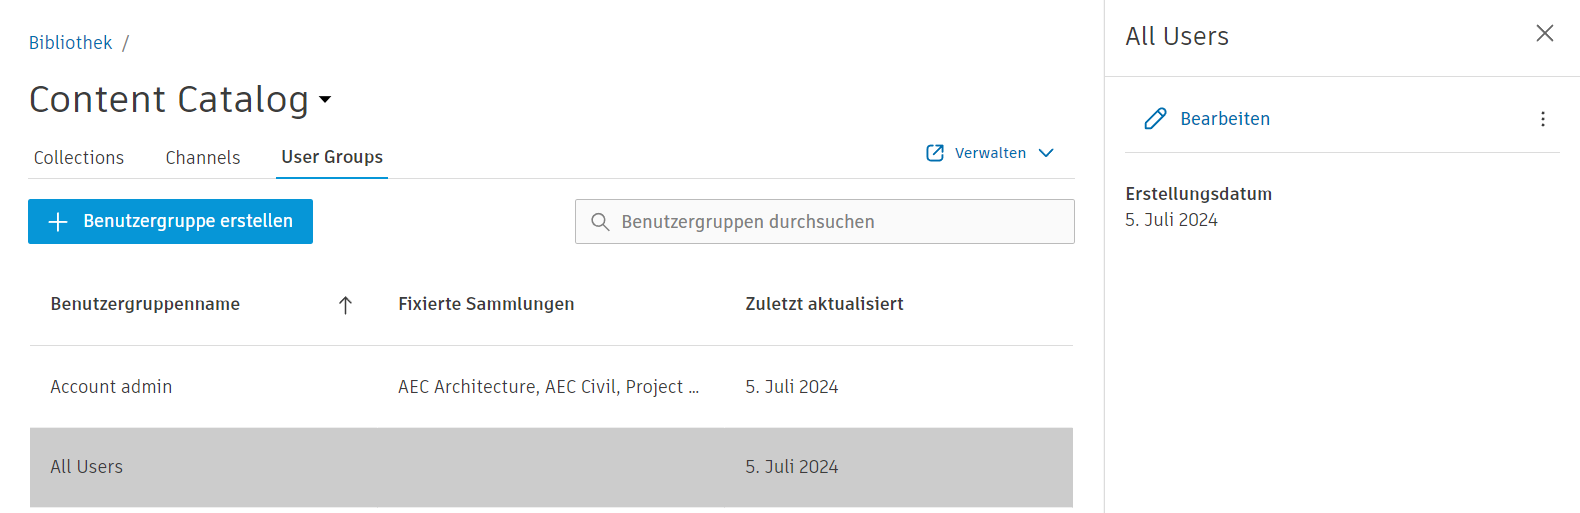 Bibliothek /
Content Catalog
Collections Channels User Groups
Verwalten
Benutzergruppe erstellen
Benutzergruppen durchsuchen
Benutzergruppenname Fixierte Sammlungen Zuletzt aktualisiert
Account admin AEC Architecture, AEC Civil, Project ... 5. Juli 2024
All Users 5. Juli 2024
All Users
Bearbeiten
Erstellungsdatum
5. Juli 2024